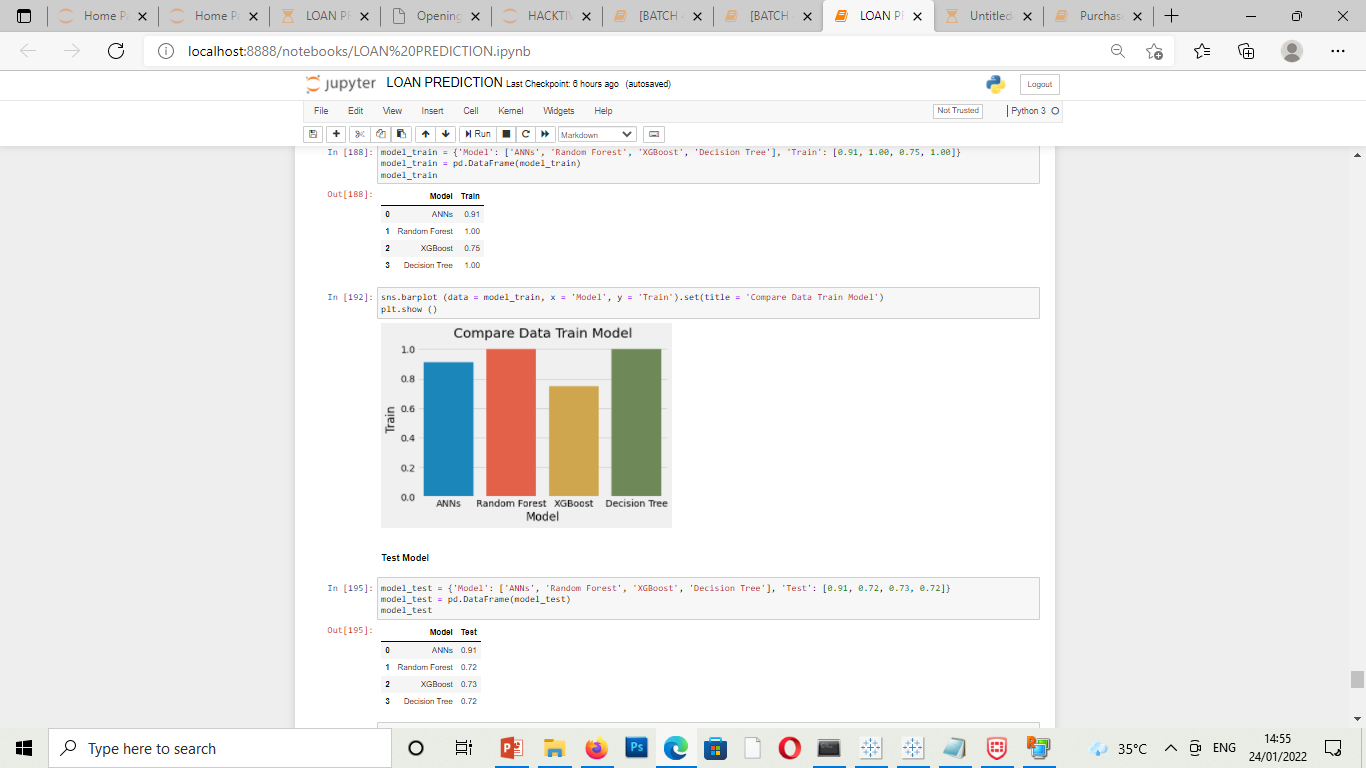 Home Pa
Home Pa
LOAN PR
Opening
HACKTIV
[BATCH
[BATCH
LOAN PR
Untitled
Purchas
localhost:8888/notebooks/LOAN%20PREDICTION.ipynb
jupyter LOAN PREDICTION Last Checkpoint: 6 hours ago (autosaved)
Logout
File Edit View Insert Cell Kernel Widgets Help
Not Trusted Python 3
Run Markdown
In [188]: model_train = {'Model': ['ANNs', 'Random Forest', 'XGBoost', 'Decision Tree'], 'Train': [0.91, 1.00, 0.75, 1.00]}
model_train = pd.DataFrame(model_train)
model_train
Out[188]:
Model Train
0 ANNs 0.91
1 Random Forest 1.00
2 XGBoost 0.75
3 Decision Tree 1.00
In [192]: sns.barplot (data = model_train, x = 'Model', y = 'Train').set(title = 'Compare Data Train Model')
plt.show ()
Compare Data Train Model
1.0
0.8
0.6
0.4
0.2
0.0
Train
ANNs Random Forest XGBoost Decision Tree
Model
Test Model
In [195]: model_test = {'Model': ['ANNs', 'Random Forest', 'XGBoost', 'Decision Tree'], 'Test': [0.91, 0.72, 0.73, 0.72]}
model_test = pd.DataFrame(model_test)
model_test
Out[195]:
Model Test
0 ANNs 0.91
1 Random Forest 0.72
2 XGBoost 0.73
3 Decision Tree 0.72
Type here to search
35°C
ENG
14:55
24/01/2022